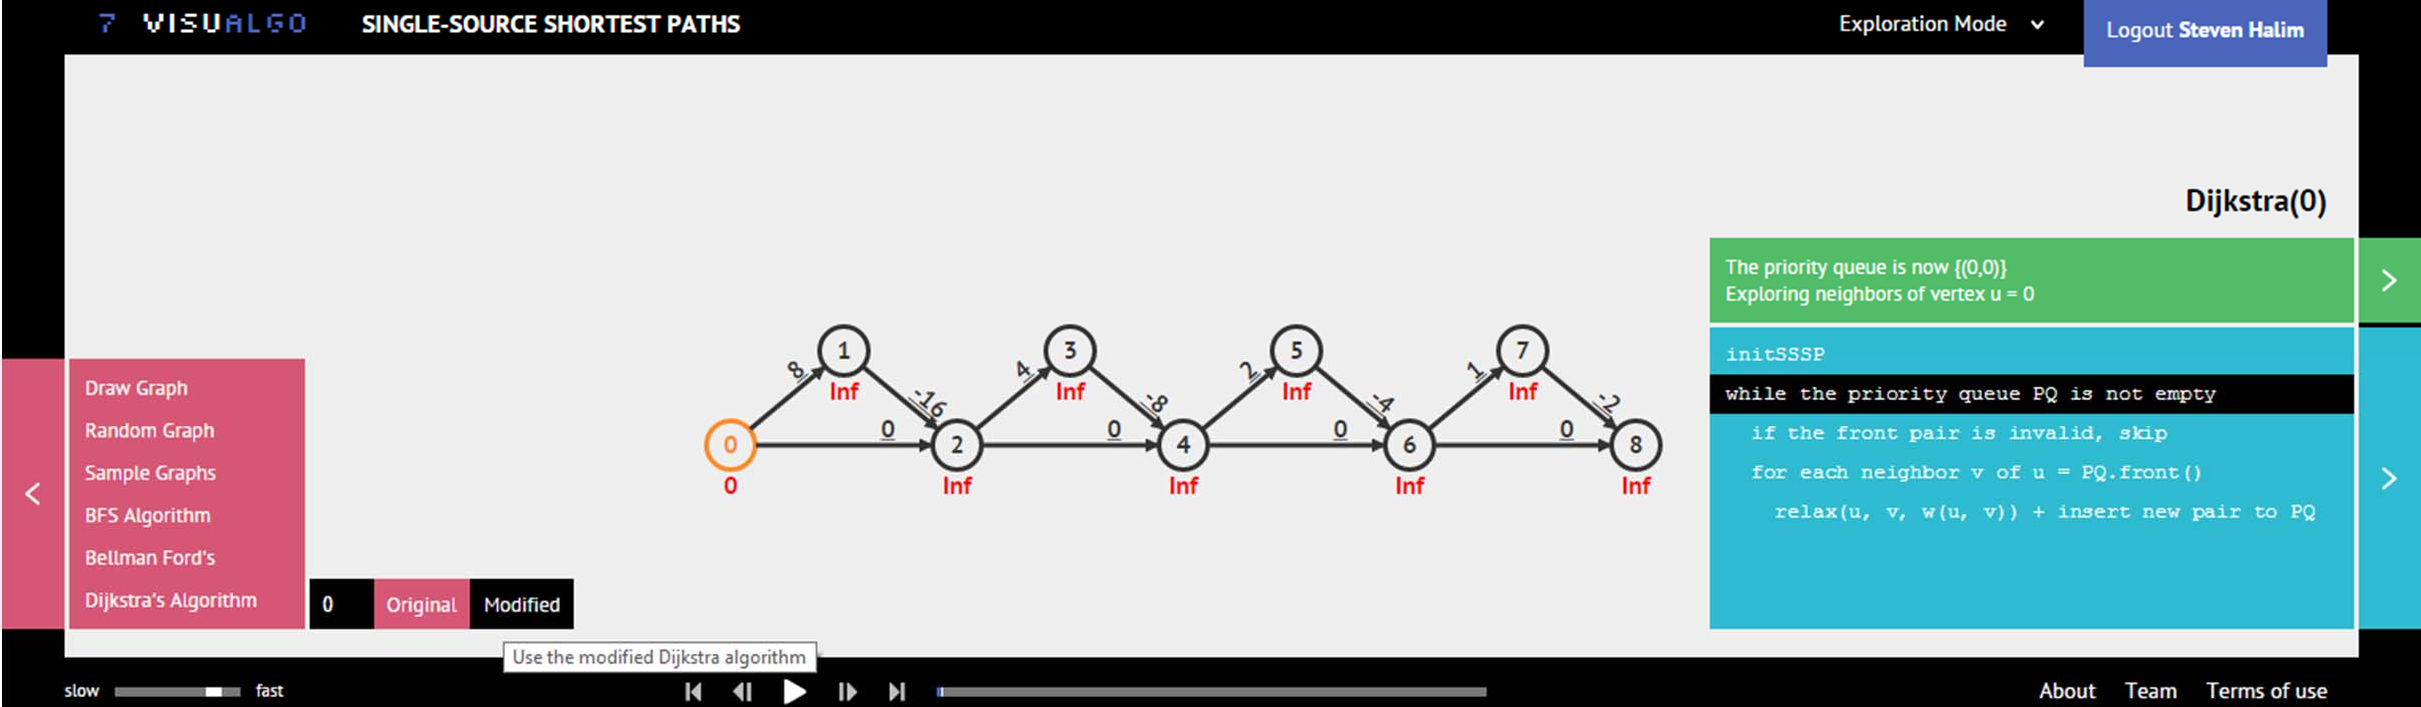 7 VISUALGO SINGLE-SOURCE SHORTEST PATHS Exploration Mode Logout Steven Halim
Dijkstra(0)
The priority queue is now {(0,0)}
Exploring neighbors of vertex u = 0
initSSSP
while the priority queue PQ is not empty
if the front pair is invalid, skip
for each neighbor v of u = PQ.front()
relax(u, v, w(u, v)) + insert new pair to PQ
1 3 5 7
8 Inf -16 4 Inf -8 2 Inf -4 1 Inf -2
0 0 2 0 4 0 6 0 8
0 Inf Inf Inf Inf
Draw Graph
Random Graph
Sample Graphs
BFS Algorithm
Bellman Ford's
Dijkstra's Algorithm 0 Original Modified
Use the modified Dijkstra algorithm
slow fast About Team Terms of use